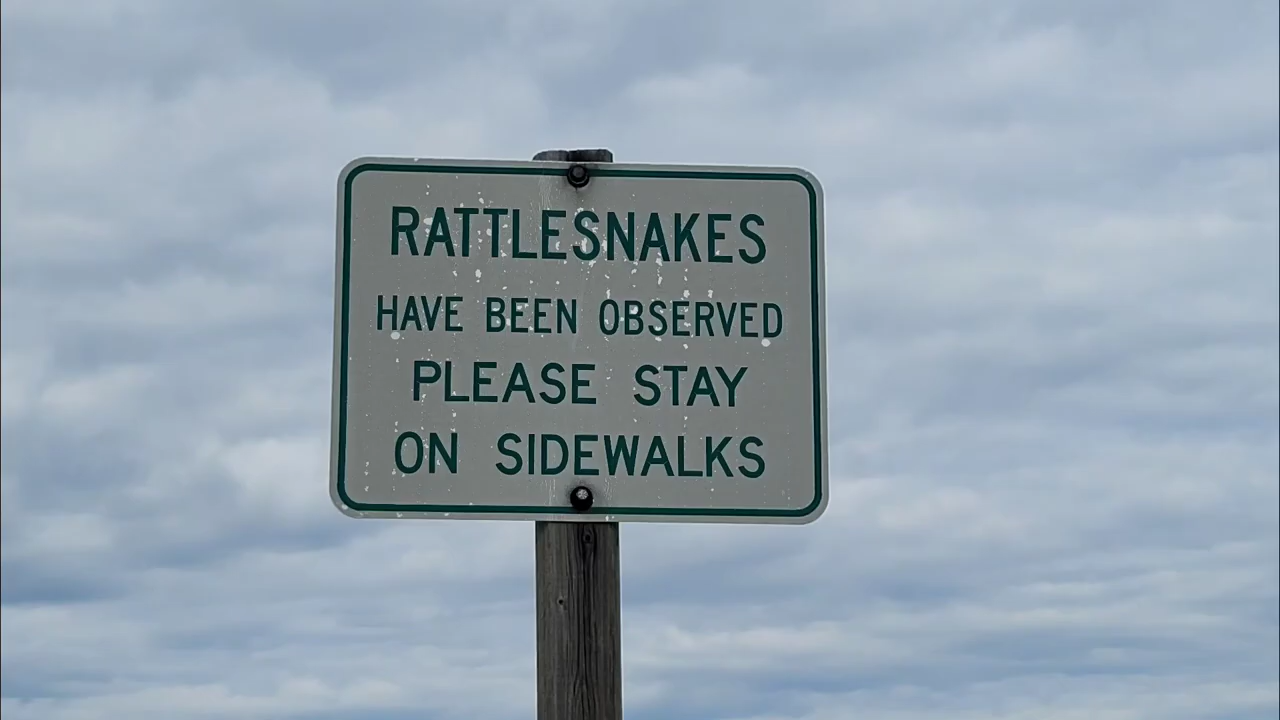 RATTLESNAKES
HAVE BEEN OBSERVED
PLEASE STAY
ON SIDEWALKS